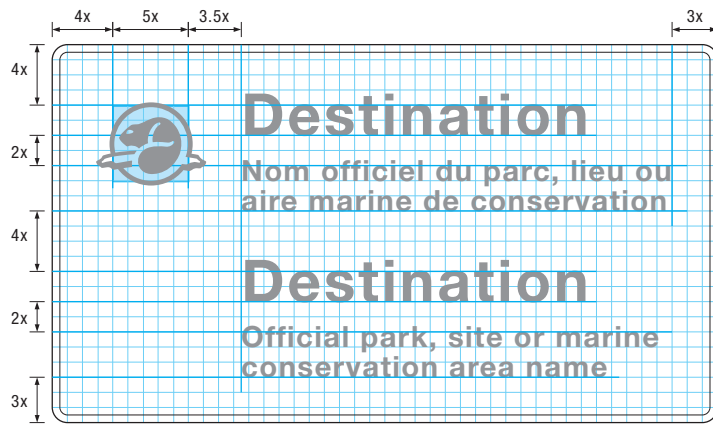 4x 5x 3.5x 3x
4x
Destination
2x
Nom officiel du parc, lieu ou
aire marine de conservation
4x
Destination
2x
Official park, site or marine
conservation area name
3x